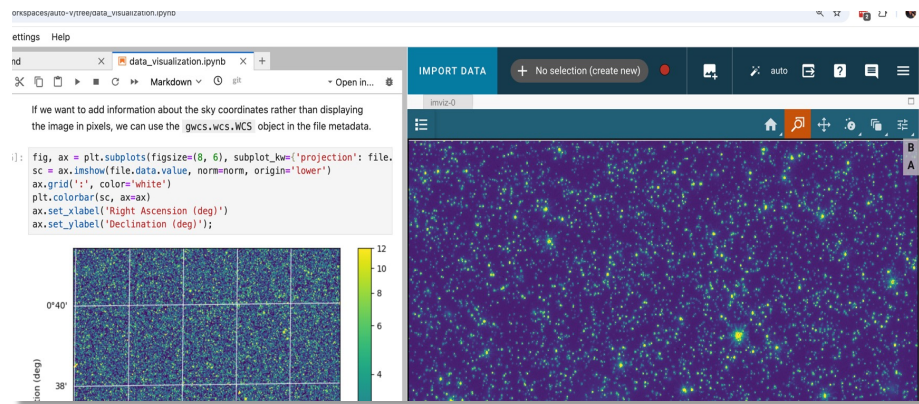 orkspaces/auto-v/tree/data_visualization.ipynb
ettings Help
nd
data_visualization.ipynb
Markdown
git
Open in...
If we want to add information about the sky coordinates rather than displaying
the image in pixels, we can use the gwcs.wcs.WCS object in the file metadata.
]:
fig, ax = plt.subplots(figsize=(8, 6), subplot_kw={'projection': file.
sc = ax.imshow(file.data.value, norm=norm, origin='lower')
ax.grid(':', color='white')
plt.colorbar(sc, ax=ax)
ax.set_xlabel('Right Ascension (deg)')
ax.set_ylabel('Declination (deg)');
0°40'
38'
tion (deg)
12
10
8
6
4
IMPORT DATA
+ No selection (create new)
auto
imviz-0
B
A